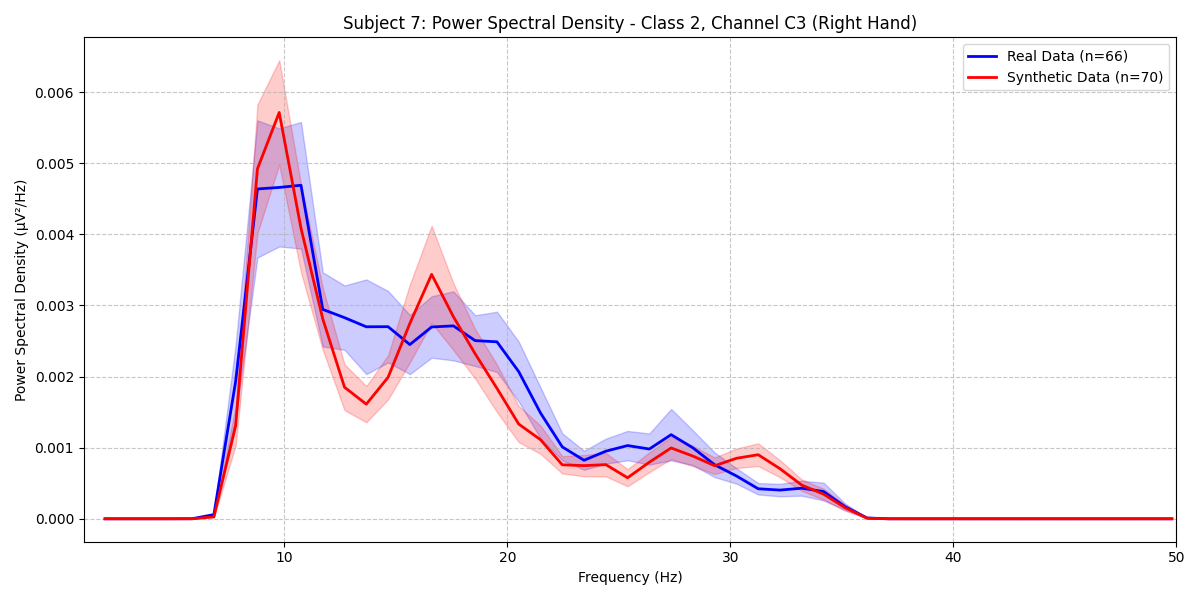 Subject 7: Power Spectral Density - Class 2, Channel C3 (Right Hand)
Real Data (n=66)
Synthetic Data (n=70)
Power Spectral Density (µV²/Hz)
0.006
0.005
0.004
0.003
0.002
0.001
0.000
10 20 30 40 50
Frequency (Hz)